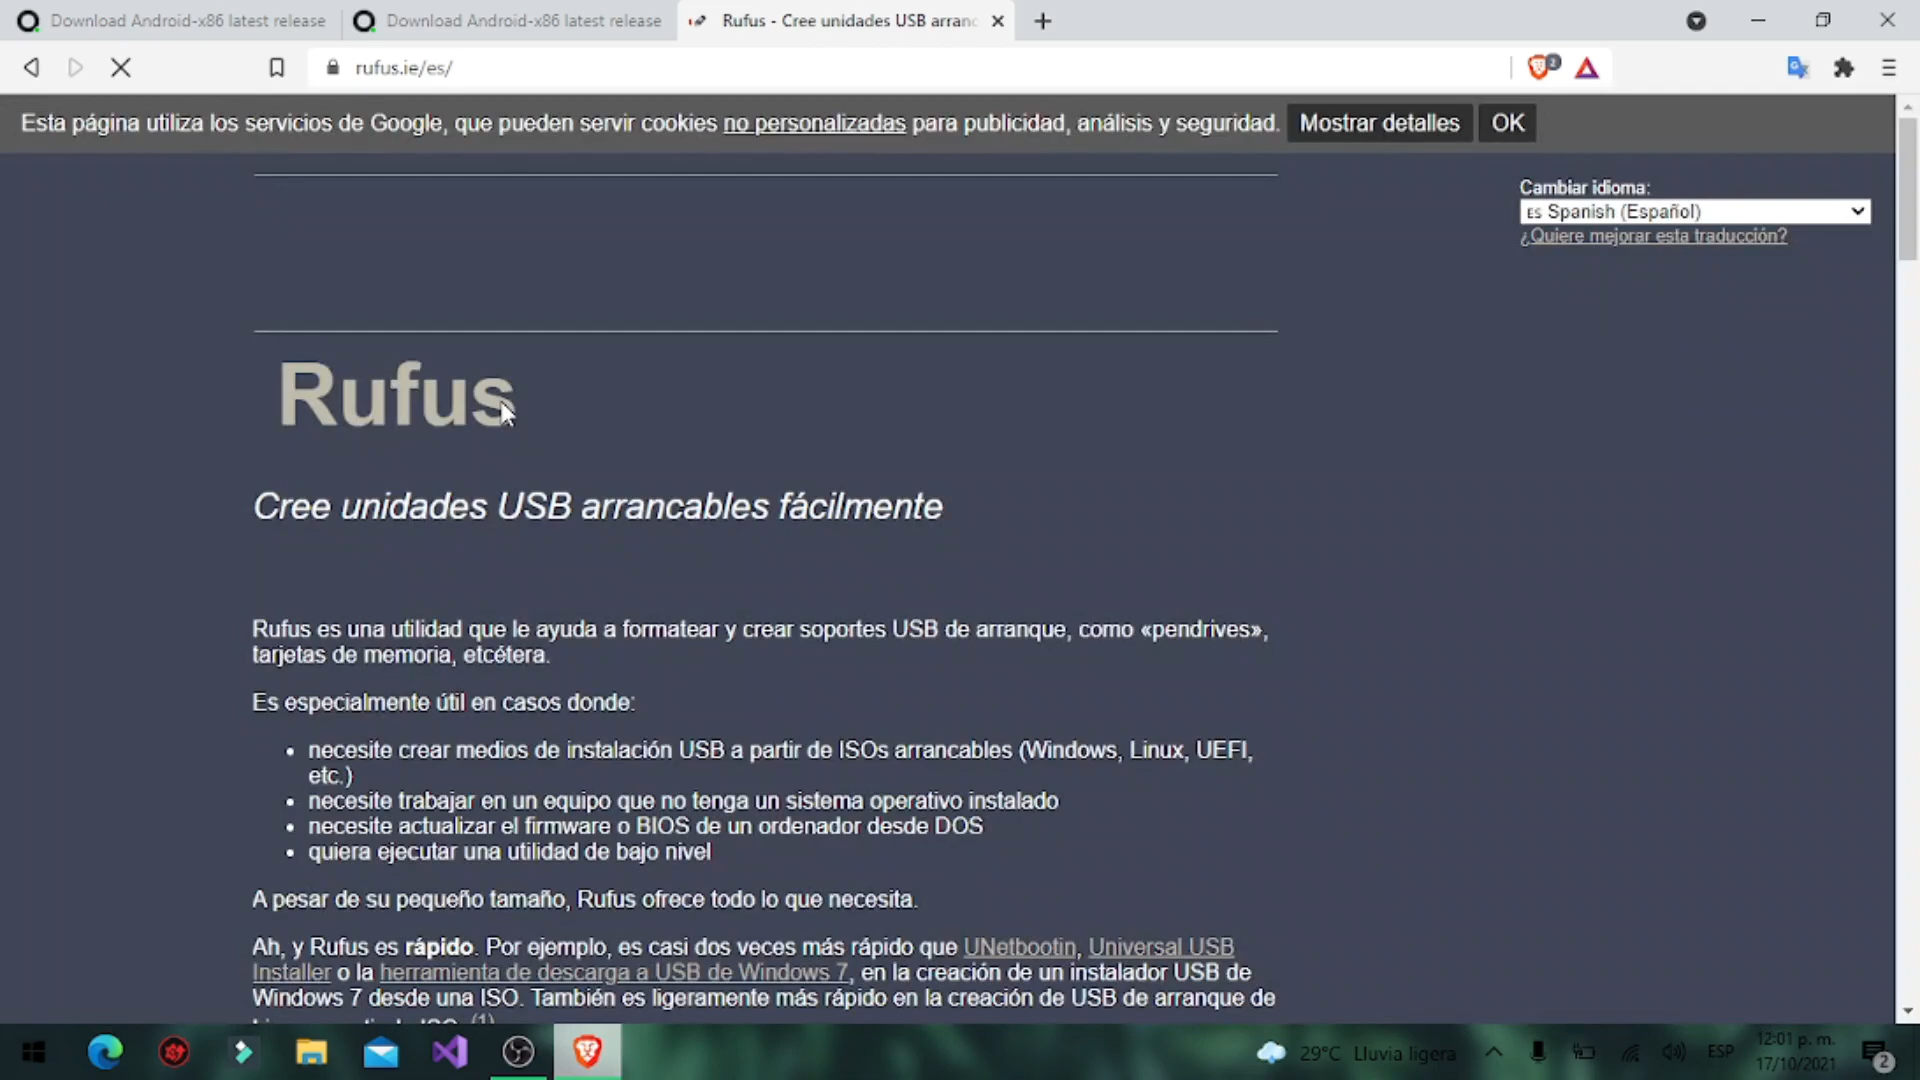 Download Android-x86 latest release
Download Android-x86 latest release
Rufus - Cree unidades USB arranc
rufus.ie/es/
2
Esta página utiliza los servicios de Google, que pueden servir cookies no personalizadas para publicidad, análisis y seguridad. Mostrar detalles OK
Cambiar idioma:
ES Spanish (Español)
¿Quiere mejorar esta traducción?
Rufus
Cree unidades USB arrancables fácilmente
Rufus es una utilidad que le ayuda a formatear y crear soportes USB de arranque, como «pendrives»,
tarjetas de memoria, etcétera.
Es especialmente útil en casos donde:
• necesite crear medios de instalación USB a partir de ISOs arrancables (Windows, Linux, UEFI,
etc.)
• necesite trabajar en un equipo que no tenga un sistema operativo instalado
• necesite actualizar el firmware o BIOS de un ordenador desde DOS
• quiera ejecutar una utilidad de bajo nivel
A pesar de su pequeño tamaño, Rufus ofrece todo lo que necesita.
Ah, y Rufus es rápido. Por ejemplo, es casi dos veces más rápido que UNetbootin, Universal USB
Installer o la herramienta de descarga a USB de Windows 7, en la creación de un instalador USB de
Windows 7 desde una ISO. También es ligeramente más rápido en la creación de USB de arranque de
(1)
29°C Lluvia ligera
ESP
12:01 p. m.
17/10/2021
2